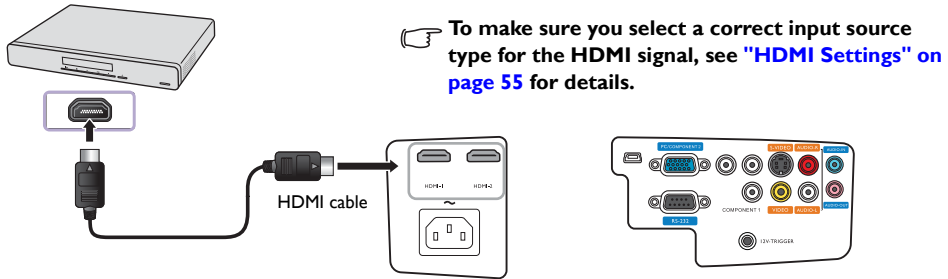 To make sure you select a correct input source
type for the HDMI signal, see "HDMI Settings" on
page 55 for details.
HDMI cable
HDMI-1 HDMI-2
~
PC/COMPONENT 2
S-VIDEO AUDIO-R AUDIO-IN
COMPONENT 1 VIDEO AUDIO-L AUDIO-OUT
RS-232
12V-TRIGGER